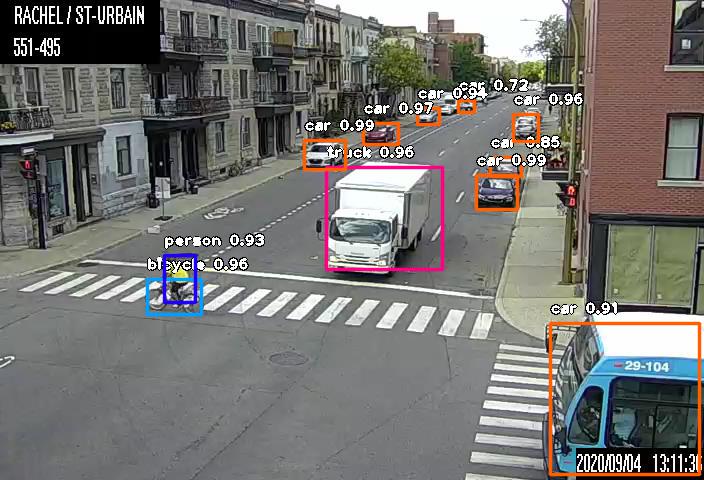 RACHEL / ST-URBAIN
551-495
car 0.72
car 0.94
car 0.97
car 0.96
car 0.99
truck 0.96
car 0.85
car 0.99
person 0.93
bicycle 0.96
car 0.91
29-104
2020/09/04 13:11:36